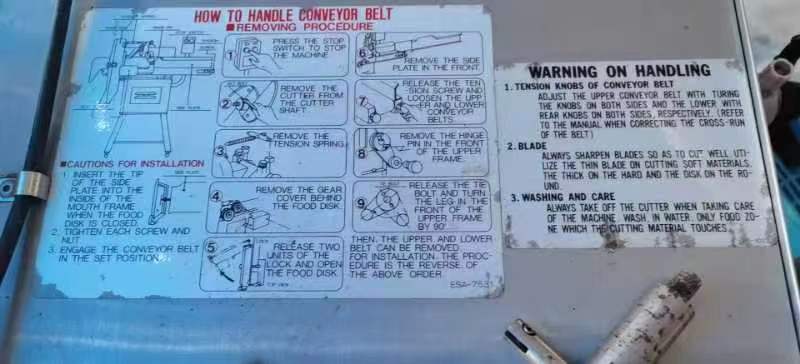 HOW TO HANDLE CONVEYOR BELT
■REMOVING PROCEDURE
1
PRESS THE STOP
SWITCH TO STOP
THE MACHINE
2
REMOVE THE
CUTTER FROM
THE CUTTER
SHAFT
3
REMOVE THE
TENSION SPRING
4
REMOVE THE GEAR
COVER BEHIND
THE FOOD DISK.
5
RELEASE TWO
UNITS OF THE
LOCK AND OPEN
THE FOOD DISK
TOP VIEW
6
REMOVE THE SIDE
PLATE IN THE FRONT.
7
RELEASE THE TEN-
SION SCREW AND
LOOSEN THE UPP
ER AND LOWER
CONVEYOR
BELTS.
8
REMOVE THE HINGE
PIN IN THE FRONT
OF THE UPPER
FRAME.
9
RELEASE THE TIE
BOLT AND TURN
THE LEG IN THE
FRONT OF THE
UPPER FRAME
BY 90°
THEN, THE UPPER AND LOWER
BELT CAN BE REMOVED.
FOR INSTALLATION, THE PROC-
EDURE IS THE REVERSE OF
THE ABOVE ORDER
ESA-7531
■CAUTIONS FOR INSTALLATION
1. INSERT THE TIP
OF THE SIDE
PLATE INTO THE
INSIDE OF THE
MOUTH FRAME
WHEN THE FOOD
DISK IS CLOSED.
2. TIGHTEN EACH SCREW AND
NUT.
3. ENGAGE THE CONVEYOR BELT
IN THE SET POSITION
WARNING ON HANDLING
1. TENSION KNOBS OF CONVEYOR BELT
ADJUST THE UPPER CONVEYOR BELT WITH TURING
THE KNOBS ON BOTH SIDES AND THE LOWER WITH
REAR KNOBS ON BOTH SIDES, RESPECTIVELY. (REFER
TO THE MANUAL WHEN CORRECTING THE CROSS-RUN
OF THE BELT)
2. BLADE
ALWAYS SHARPEN BLADES SO AS TO CUT WELL. UTI-
LIZE THE THIN BLADE ON CUTTING SOFT MATERIALS,
THE THICK ON THE HARD AND THE DISK ON THE RO-
UND.
3. WASHING AND CARE
ALWAYS TAKE OFF THE CUTTER WHEN TAKING CARE
OF THE MACHINE. WASH, IN WATER, ONLY FOOD ZO-
NE WHICH THE CUTTING MATERIAL TOUCHES.